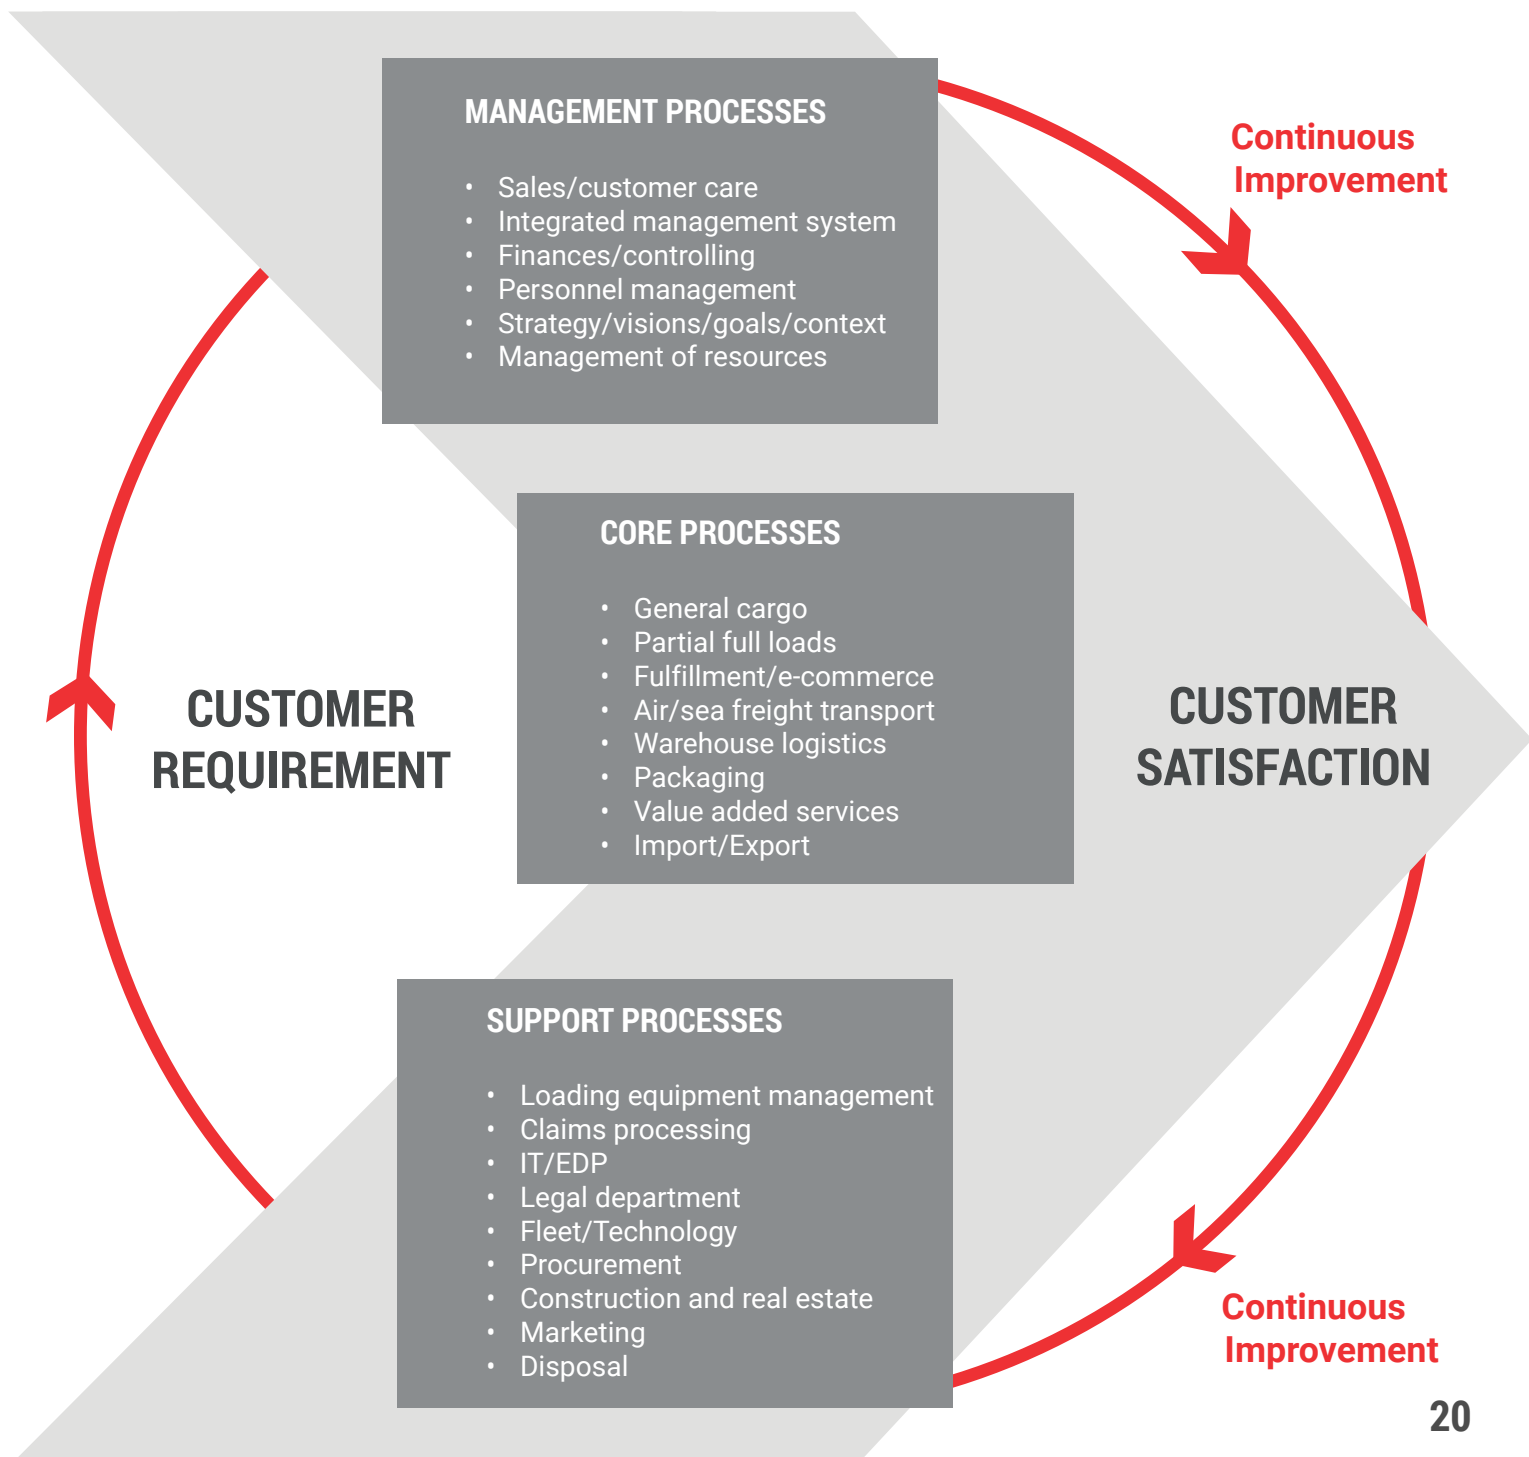 MANAGEMENT PROCESSES
• Sales/customer care
• Integrated management system
• Finances/controlling
• Personnel management
• Strategy/visions/goals/context
• Management of resources
Continuous
Improvement
CORE PROCESSES
• General cargo
• Partial full loads
• Fulfillment/e-commerce
• Air/sea freight transport
• Warehouse logistics
• Packaging
• Value added services
• Import/Export
CUSTOMER
REQUIREMENT
CUSTOMER
SATISFACTION
SUPPORT PROCESSES
• Loading equipment management
• Claims processing
• IT/EDP
• Legal department
• Fleet/Technology
• Procurement
• Construction and real estate
• Marketing
• Disposal
Continuous
Improvement
20